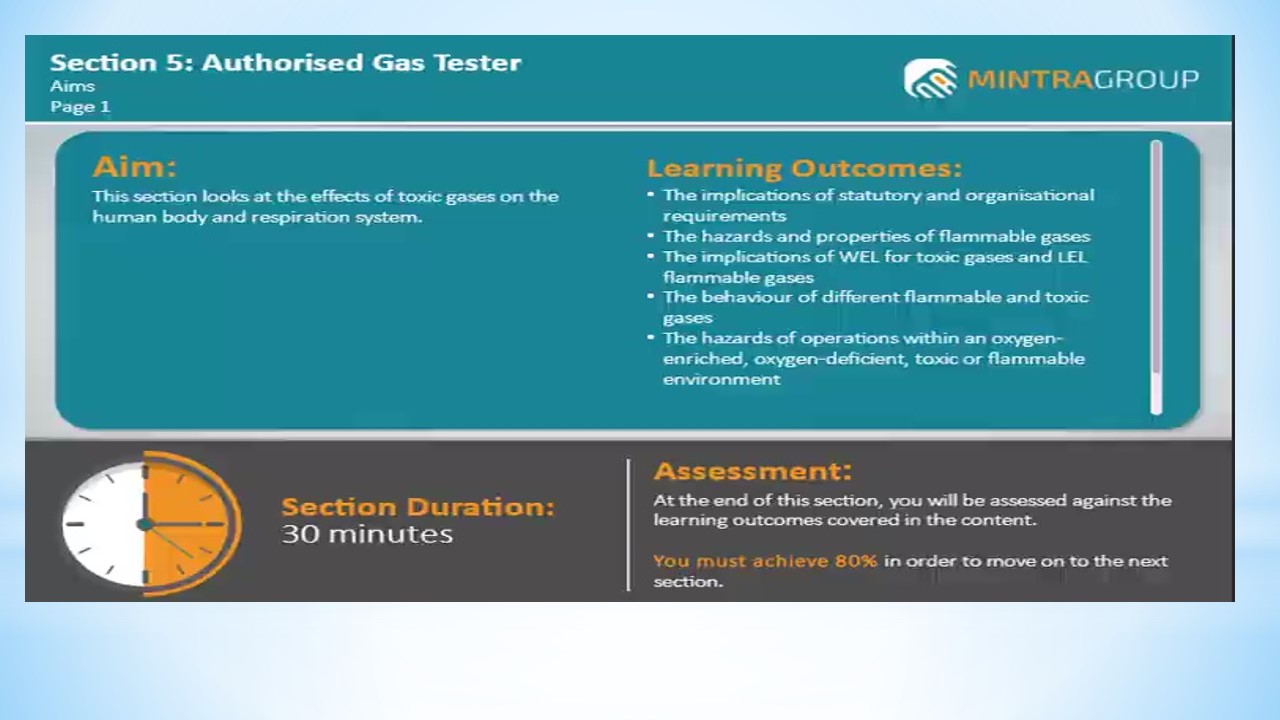 Section 5: Authorised Gas Tester
Aims
Page 1
MINTRAGROUP
Aim:
This section looks at the effects of toxic gases on the
human body and respiration system.
Learning Outcomes:
• The implications of statutory and organisational
requirements
• The hazards and properties of flammable gases
• The implications of WEL for toxic gases and LEL
flammable gases
• The behaviour of different flammable and toxic
gases
• The hazards of operations within an oxygen-
enriched, oxygen-deficient, toxic or flammable
environment
Section Duration:
30 minutes
Assessment:
At the end of this section, you will be assessed against the
learning outcomes covered in the content.
You must achieve 80% in order to move on to the next
section.